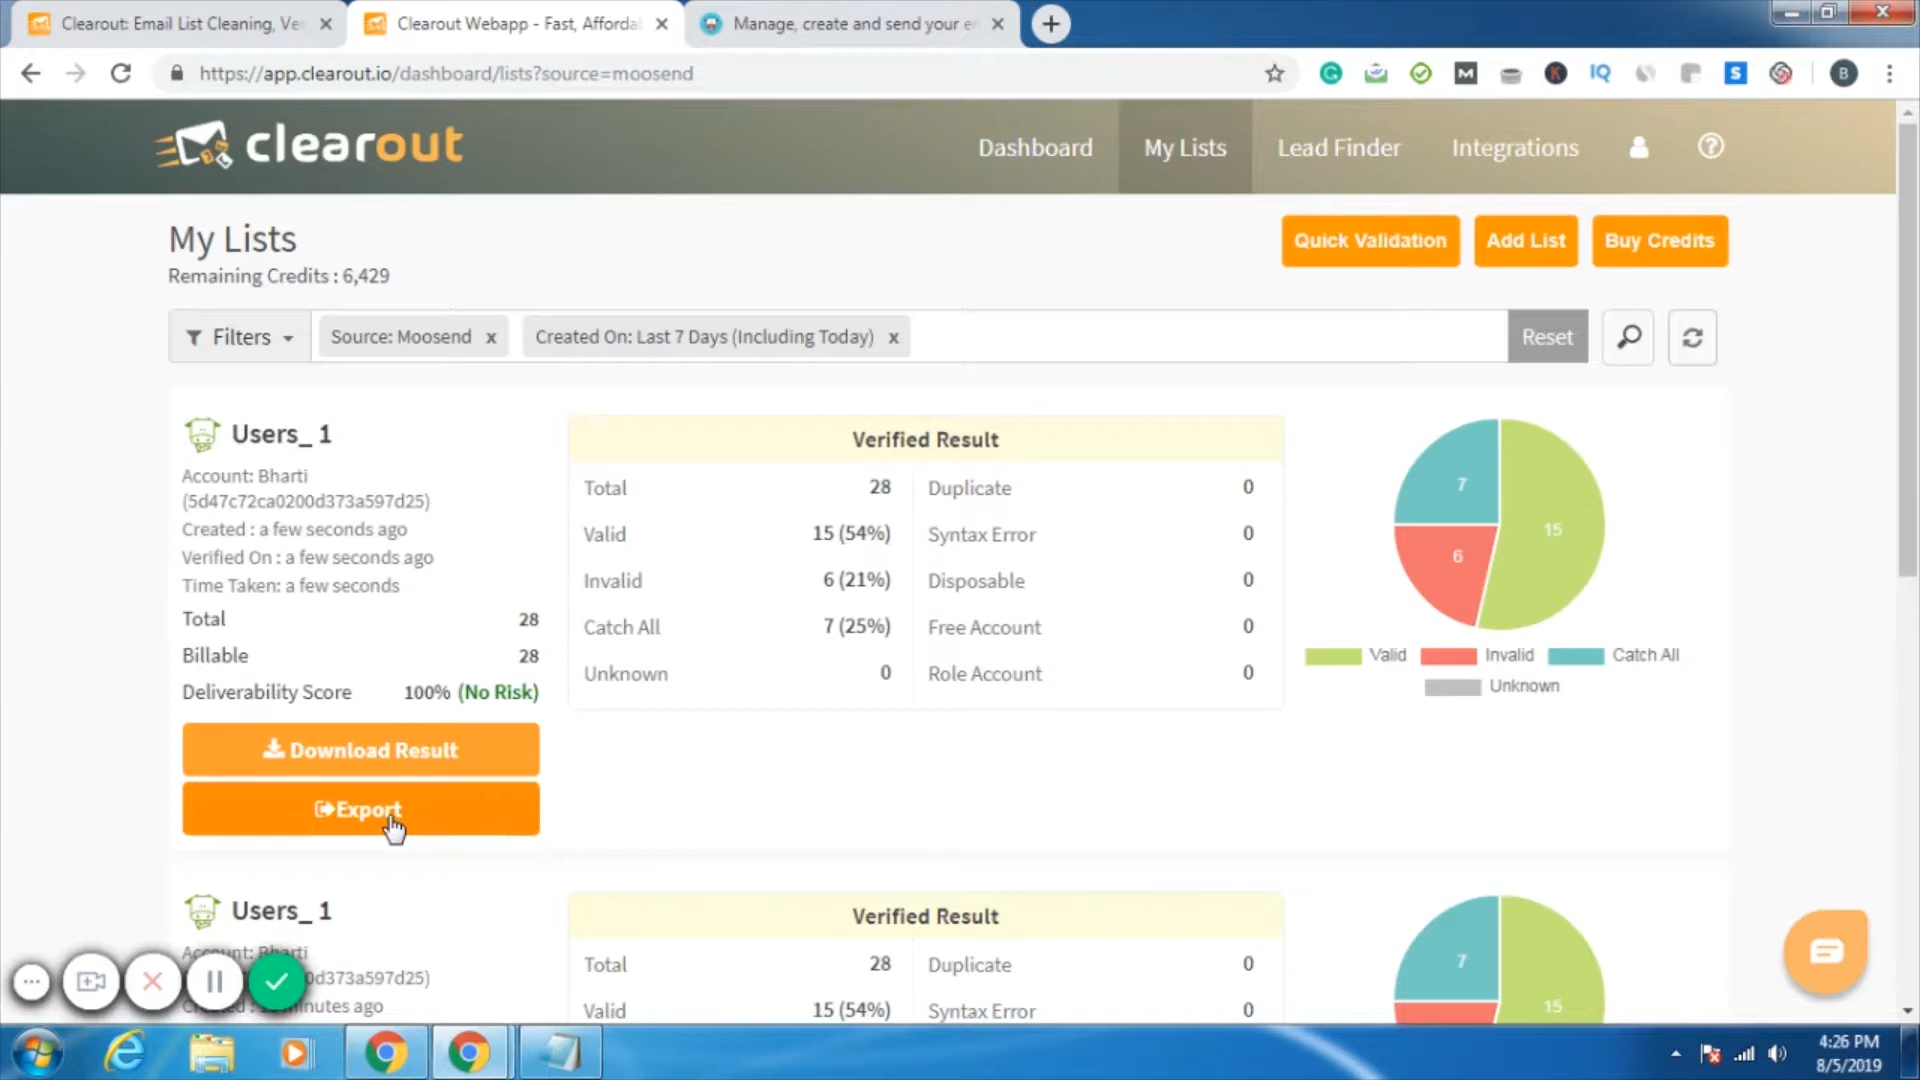 Clearout: Email List Cleaning, Ve
Clearout Webapp - Fast, Afforda
Manage, create and send your e
https://app.clearout.io/dashboard/lists?source=moosend
B
clearout
Dashboard
My Lists
Lead Finder
Integrations
My Lists
Remaining Credits : 6,429
Quick Validation
Add List
Buy Credits
Filters
Source: Moosend x
Created On: Last 7 Days (Including Today) x
Reset
Users_ 1
Account: Bharti
(5d47c72ca0200d373a597d25)
Created : a few seconds ago
Verified On : a few seconds ago
Time Taken: a few seconds
Total 28
Billable 28
Deliverability Score 100% (No Risk)
Download Result
Export
Verified Result
Total 28 Duplicate 0
Valid 15 (54%) Syntax Error 0
Invalid 6 (21%) Disposable 0
Catch All 7 (25%) Free Account 0
Unknown 0 Role Account 0
7
15
6
Valid Invalid Catch All
Unknown
Users_ 1
Account: Bharti
0d373a597d25)
minutes ago
Verified Result
Total 28 Duplicate 0
Valid 15 (54%) Syntax Error 0
7
15
4:26 PM
8/5/2019